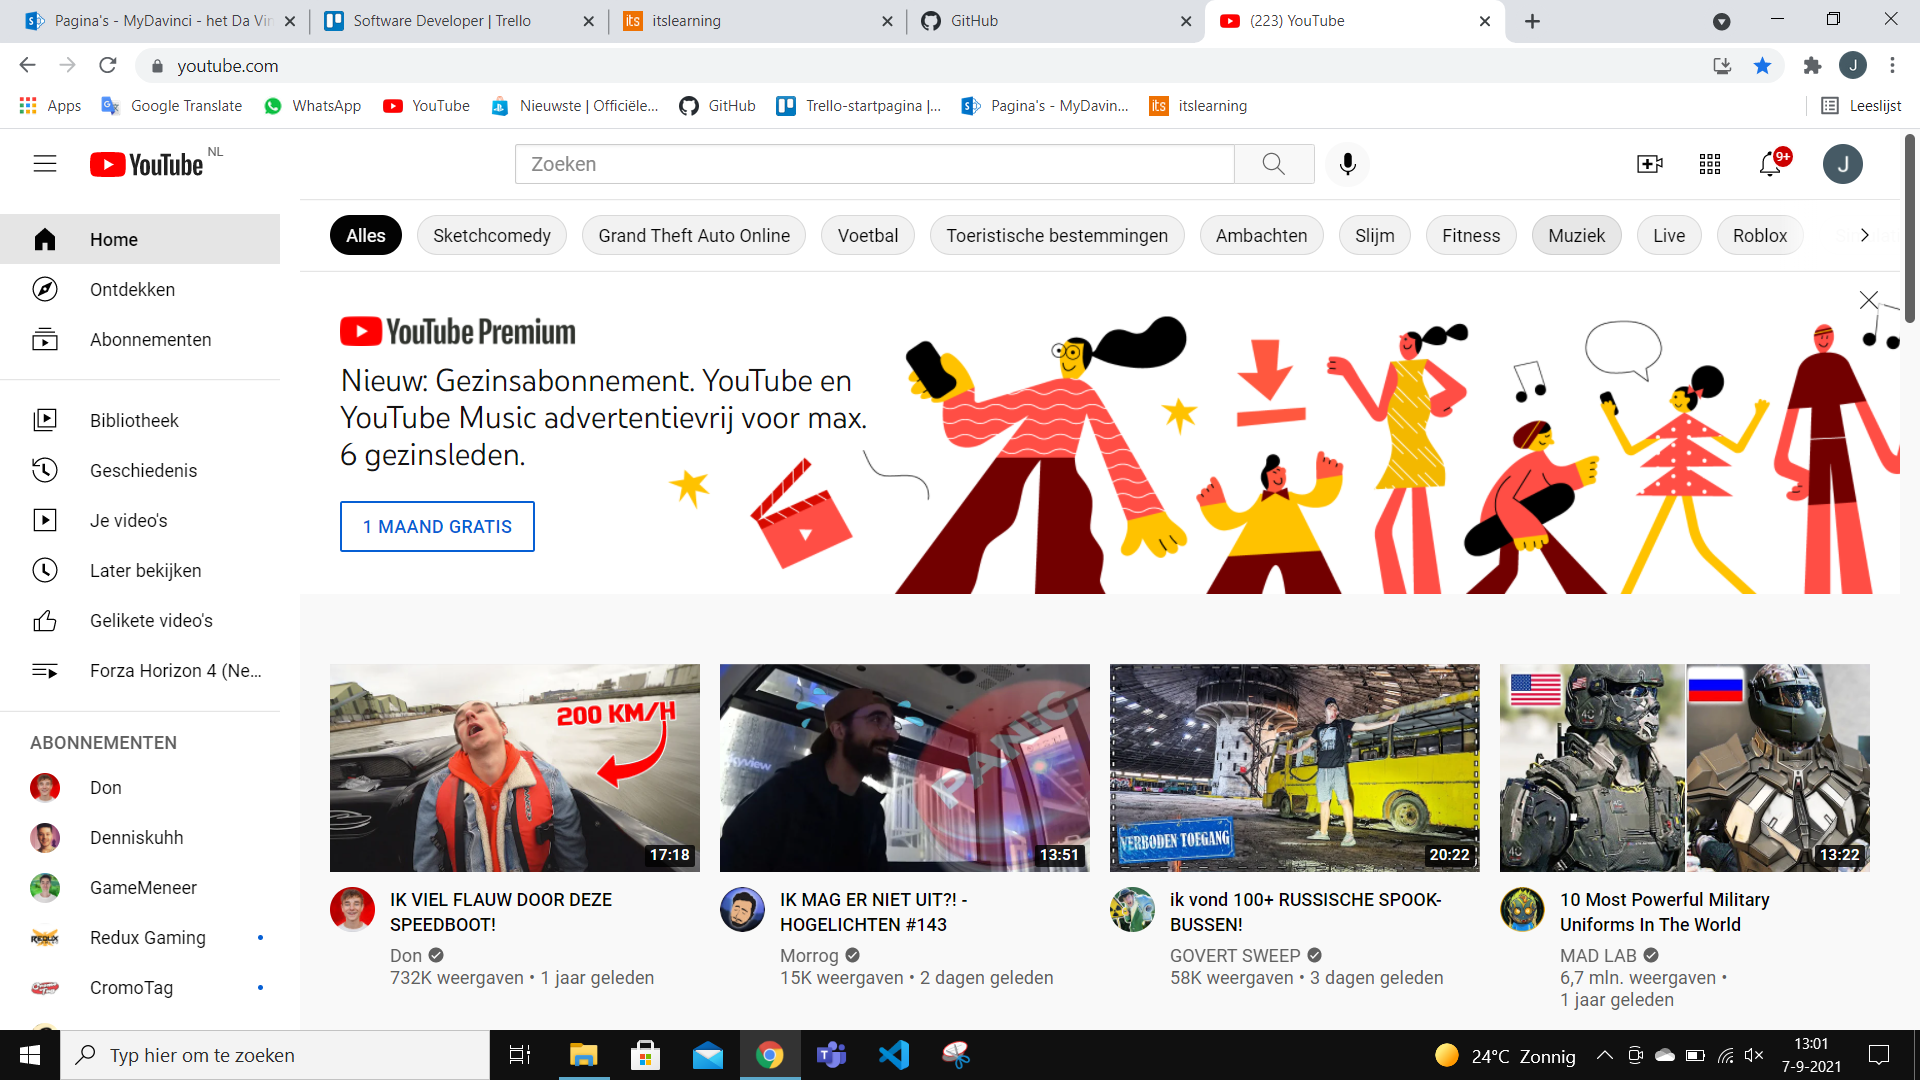 Pagina's - MyDavinci - het Da Vin
Software Developer | Trello
itslearning
GitHub
(223) YouTube
youtube.com
J
Apps
Google Translate
WhatsApp
YouTube
Nieuwste | Officiële...
GitHub
Trello-startpagina |...
Pagina's - MyDavin...
its
itslearning
Leeslijst
YouTube NL
Zoeken
9+
J
Home
Ontdekken
Abonnementen
Bibliotheek
Geschiedenis
Je video's
Later bekijken
Gelikete video's
Forza Horizon 4 (Ne...
ABONNEMENTEN
Don
Denniskuhh
GameMeneer
Redux Gaming
CromoTag
Alles
Sketchcomedy
Grand Theft Auto Online
Voetbal
Toeristische bestemmingen
Ambachten
Slijm
Fitness
Muziek
Live
Roblox
YouTube Premium
Nieuw: Gezinsabonnement. YouTube en
YouTube Music advertentievrij voor max.
6 gezinsleden.
1 MAAND GRATIS
200 KM/H
17:18
IK VIEL FLAUW DOOR DEZE
SPEEDBOOT!
Don
732K weergaven • 1 jaar geleden
skyview
PANIC
13:51
IK MAG ER NIET UIT?! -
HOGELICHTEN #143
Morrog
15K weergaven • 2 dagen geleden
VERBODEN TOEGANG
20:22
ik vond 100+ RUSSISCHE SPOOK-
BUSSEN!
GOVERT SWEEP
58K weergaven • 3 dagen geleden
13:22
10 Most Powerful Military
Uniforms In The World
MAD LAB
6,7 mln. weergaven •
1 jaar geleden
Typ hier om te zoeken
24°C Zonnig
13:01
7-9-2021